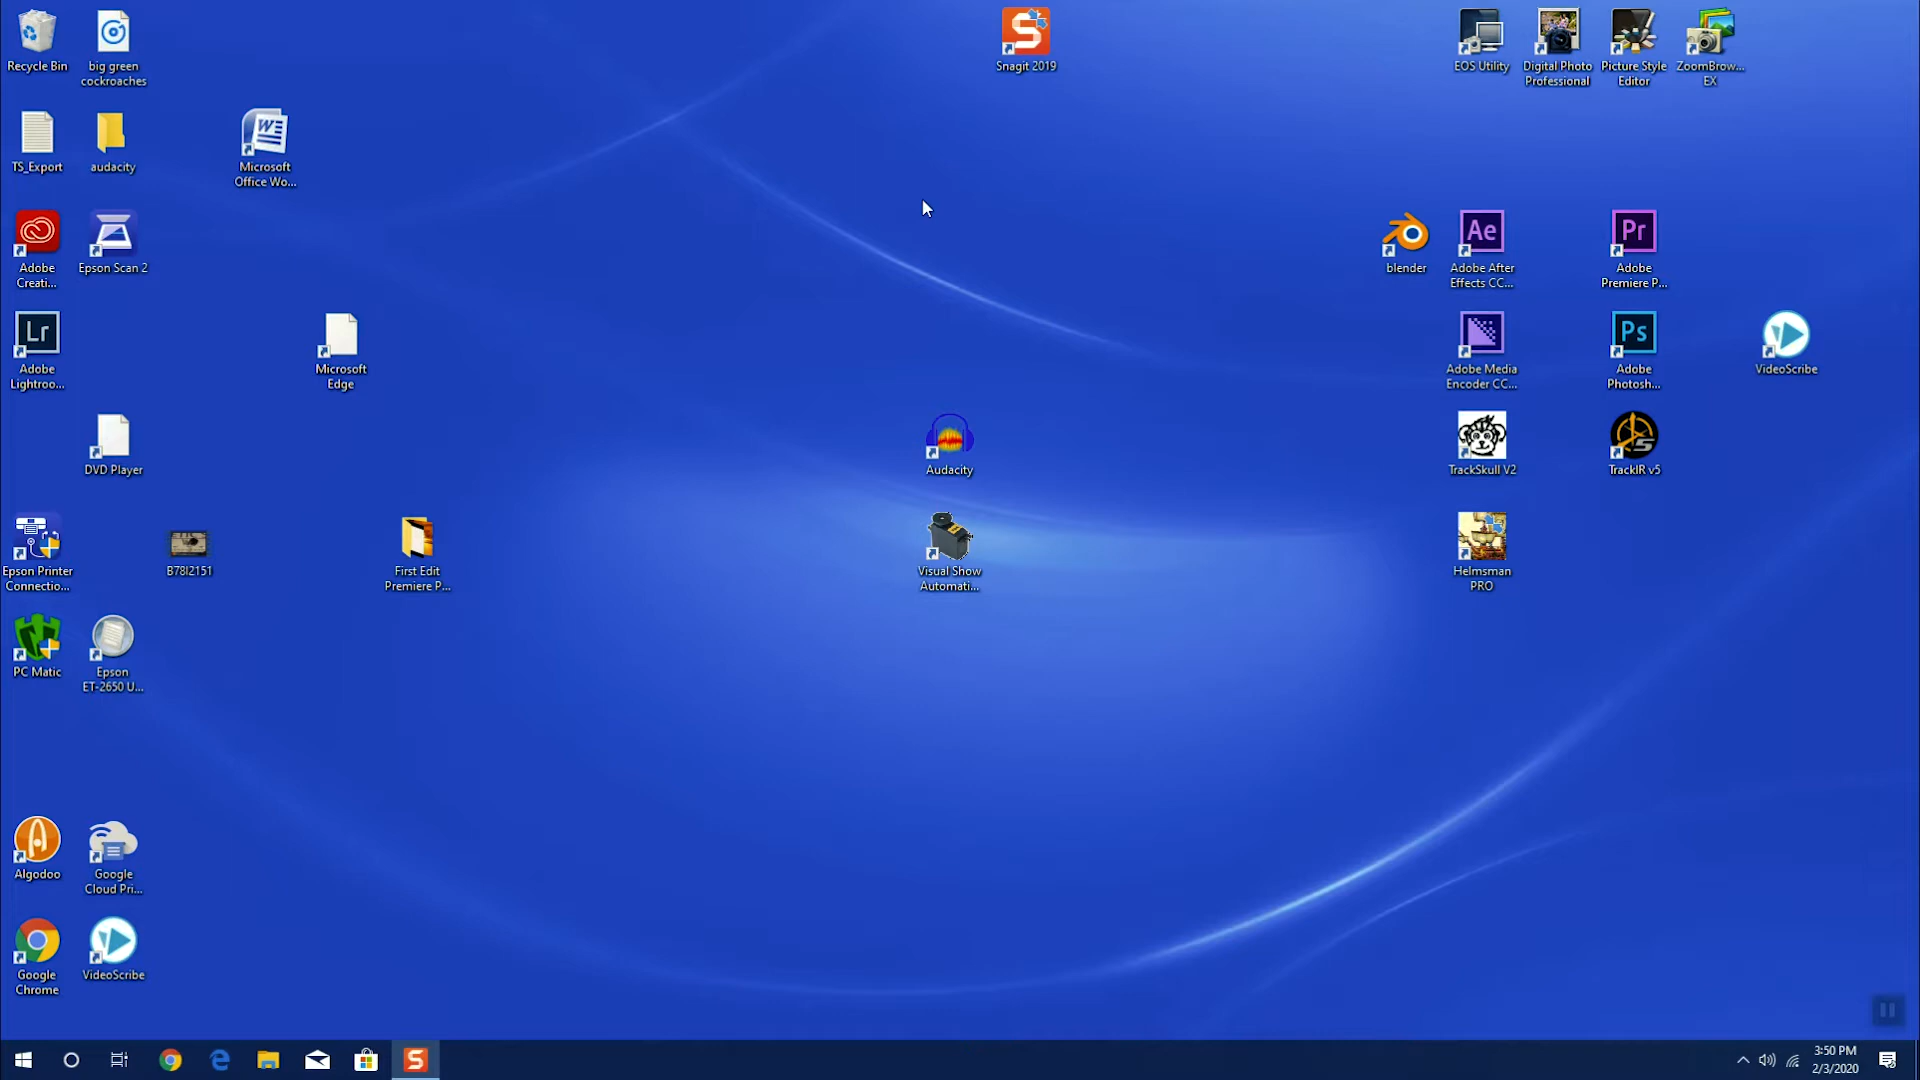 Recycle Bin
big green
cockroaches
Snagit 2019
EOS Utility
Digital Photo
Professional
Picture Style
Editor
ZoomBrow...
EX
TS_Export
audacity
Microsoft
Office Wo...
Adobe
Creati...
Epson Scan 2
blender
Ae
Adobe After
Effects CC...
Pr
Adobe
Premiere P...
Lr
Adobe
Lightroo...
Microsoft
Edge
Adobe Media
Encoder CC...
Ps
Adobe
Photosh...
VideoScribe
DVD Player
Audacity
TrackSkull V2
TrackIR v5
Epson Printer
Connectio...
B78I2151
First Edit
Premiere P...
Visual Show
Automati...
Helmsman
PRO
PC Matic
Epson
ET-2650 U...
Algodoo
Google
Cloud Pri...
Google
Chrome
VideoScribe
3:50 PM
2/3/2020